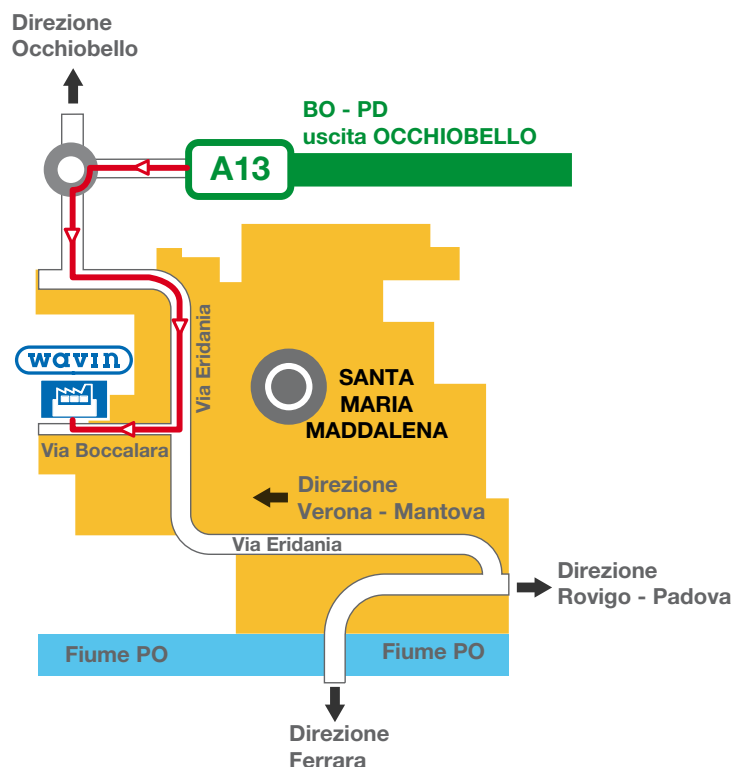 Direzione
Occhiobello
BO - PD
uscita OCCHIOBELLO
A13
Via Eridania
wavin
SANTA
MARIA
MADDALENA
Via Boccalara
Direzione
Verona - Mantova
Via Eridania
Direzione
Rovigo - Padova
Fiume PO
Fiume PO
Direzione
Ferrara